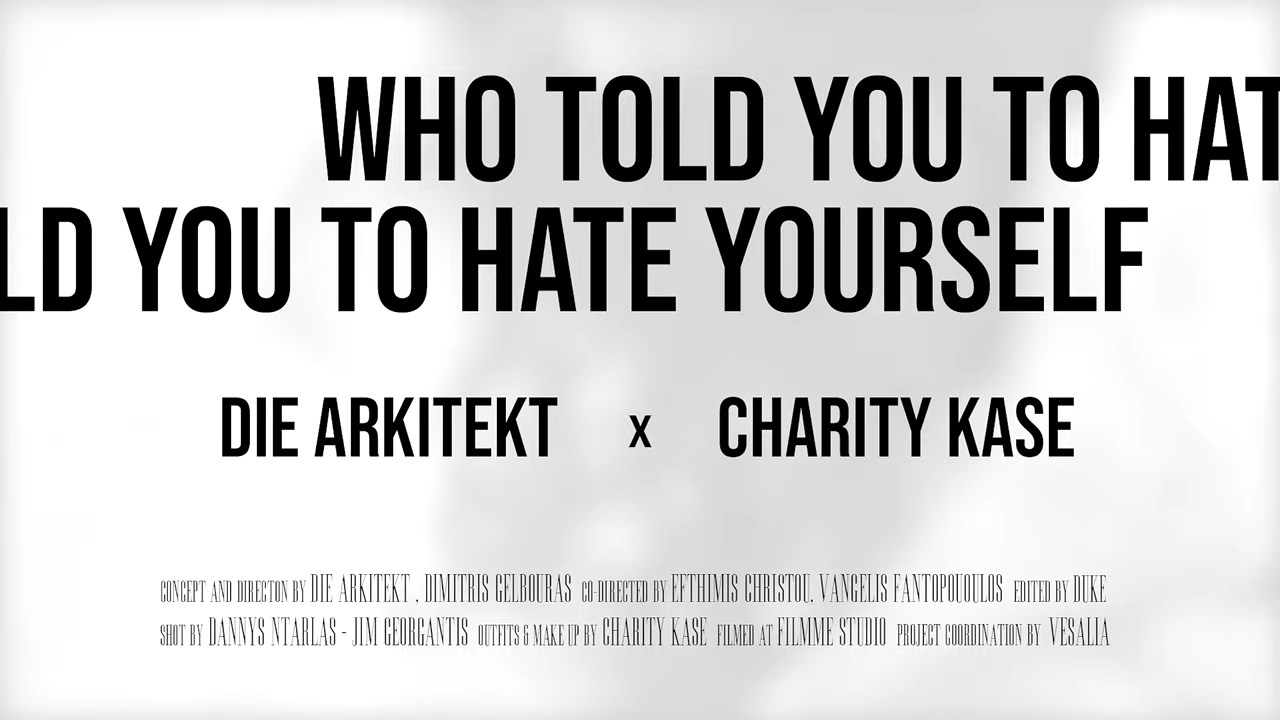 WHO TOLD YOU TO HAT
LD YOU TO HATE YOURSELF
DIE ARKITEKT x CHARITY KASE
CONCEPT AND DIRECTON BY DIE ARKITEKT , DIMITRIS GELBOURAS CO-DIRECTED BY EFTHIMIS CHRISTOU, VANGELIS FANTOPOUOULOS EDITED BY DUKE
SHOT BY DANNYS NTARLAS - JIM GEORGANTIS OUTFITS & MAKE UP BY CHARITY KASE FILMED AT FILMME STUDIO PROJECT COORDINATION BY VESALIA